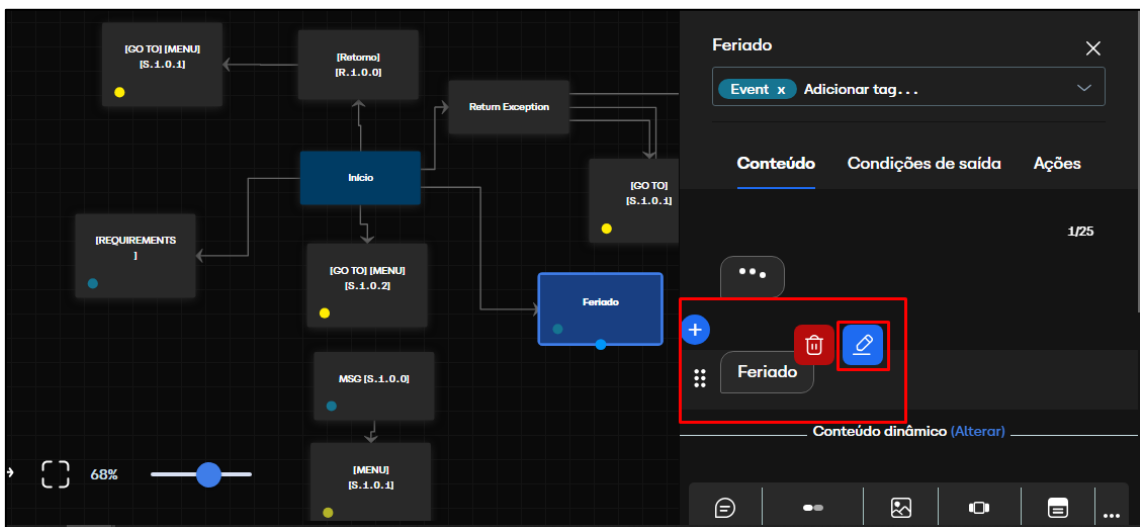 [GO TO] [MENU]
[S.1.0.1]
[Retorno]
[R.1.0.0]
Return Exception
Início
[GO TO]
[S.1.0.1]
[REQUIREMENTS
]
[GO TO] [MENU]
[S.1.0.2]
Feriado
MSG [S.1.0.0]
[MENU]
[S.1.0.1]
68%
Feriado
Event x Adicionar tag...
Conteúdo Condições de saída Ações
1/25
Feriado
Conteúdo dinâmico (Alterar)